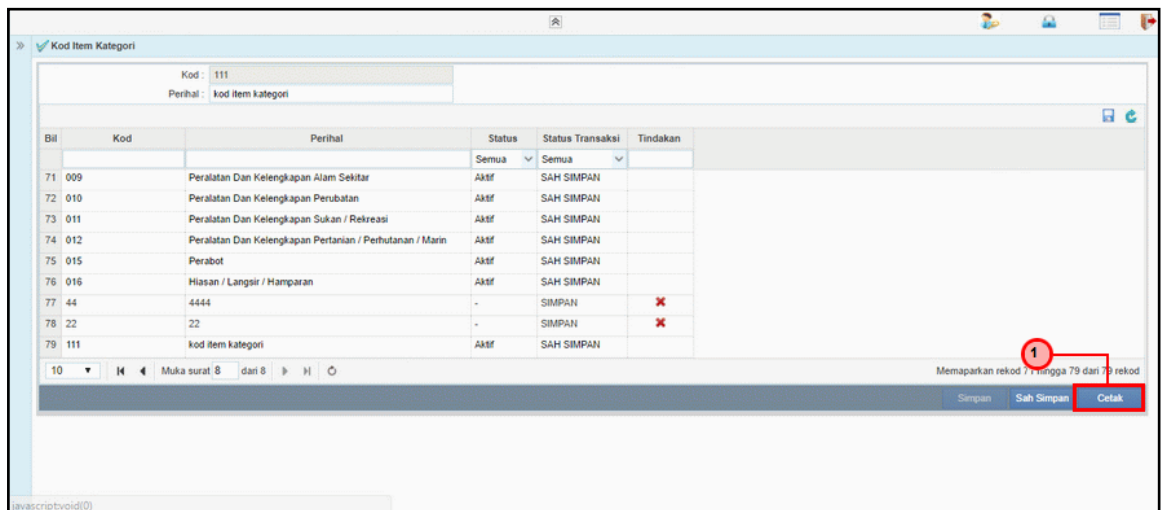 Kod Item Kategori
Kod : 111
Perihal : kod item kategori
Bil Kod Perihal Status Status Transaksi Tindakan
Semua Semua
71 009 Peralatan Dan Kelengkapan Alam Sekitar Aktif SAH SIMPAN
72 010 Peralatan Dan Kelengkapan Perubatan Aktif SAH SIMPAN
73 011 Peralatan Dan Kelengkapan Sukan / Rekreasi Aktif SAH SIMPAN
74 012 Peralatan Dan Kelengkapan Pertanian / Perhutanan / Marin Aktif SAH SIMPAN
75 015 Perabot Aktif SAH SIMPAN
76 016 Hiasan / Langsir / Hamparan Aktif SAH SIMPAN
77 44 4444 - SIMPAN
78 22 22 - SIMPAN
79 111 kod item kategori Aktif SAH SIMPAN
1
10 Muka surat 8 dari 8 Memaparkan rekod 71 hingga 79 dari 79 rekod
Simpan Sah Simpan Cetak
javascript:void(0)